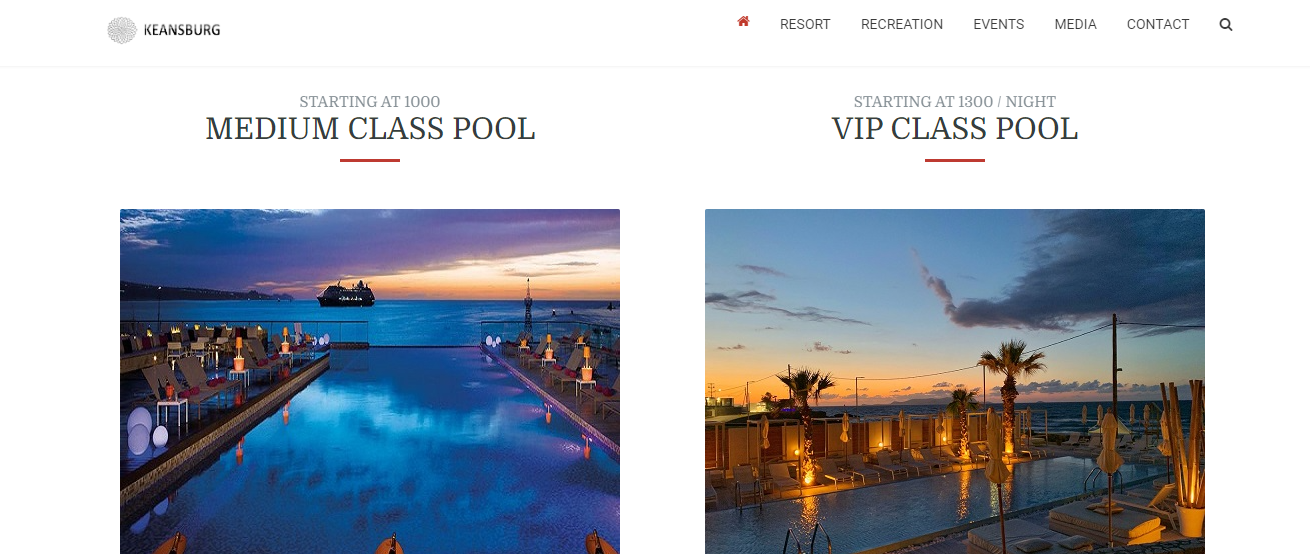 KEANSBURG
RESORT RECREATION EVENTS MEDIA CONTACT
STARTING AT 1000
MEDIUM CLASS POOL
STARTING AT 1300 / NIGHT
VIP CLASS POOL